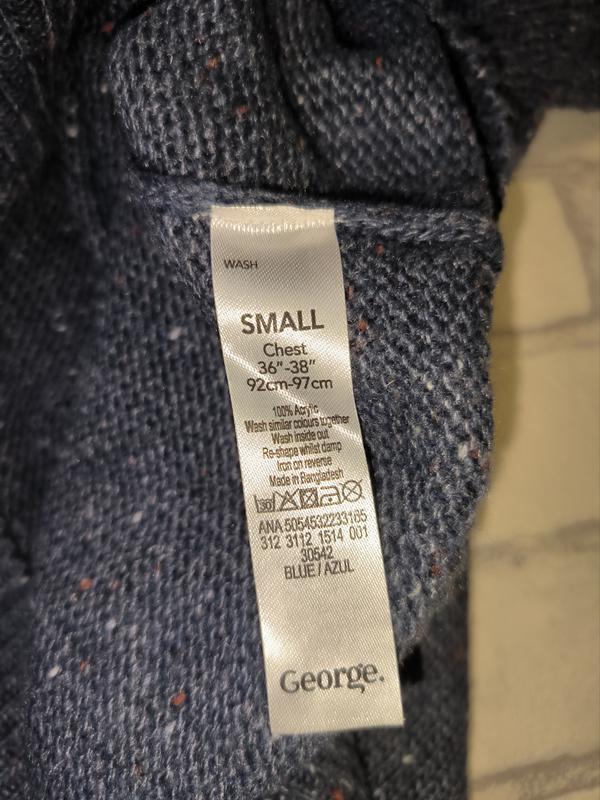 WASH
SMALL
Chest
36"-38"
92cm-97cm
100% Acrylic
Wash similar colours together
Wash inside out
Re-shape whilst damp
Iron on reverse
Made in Bangladesh
30
ANA 5054532233165
312 3112 1514 001
30542
BLUE / AZUL
George.